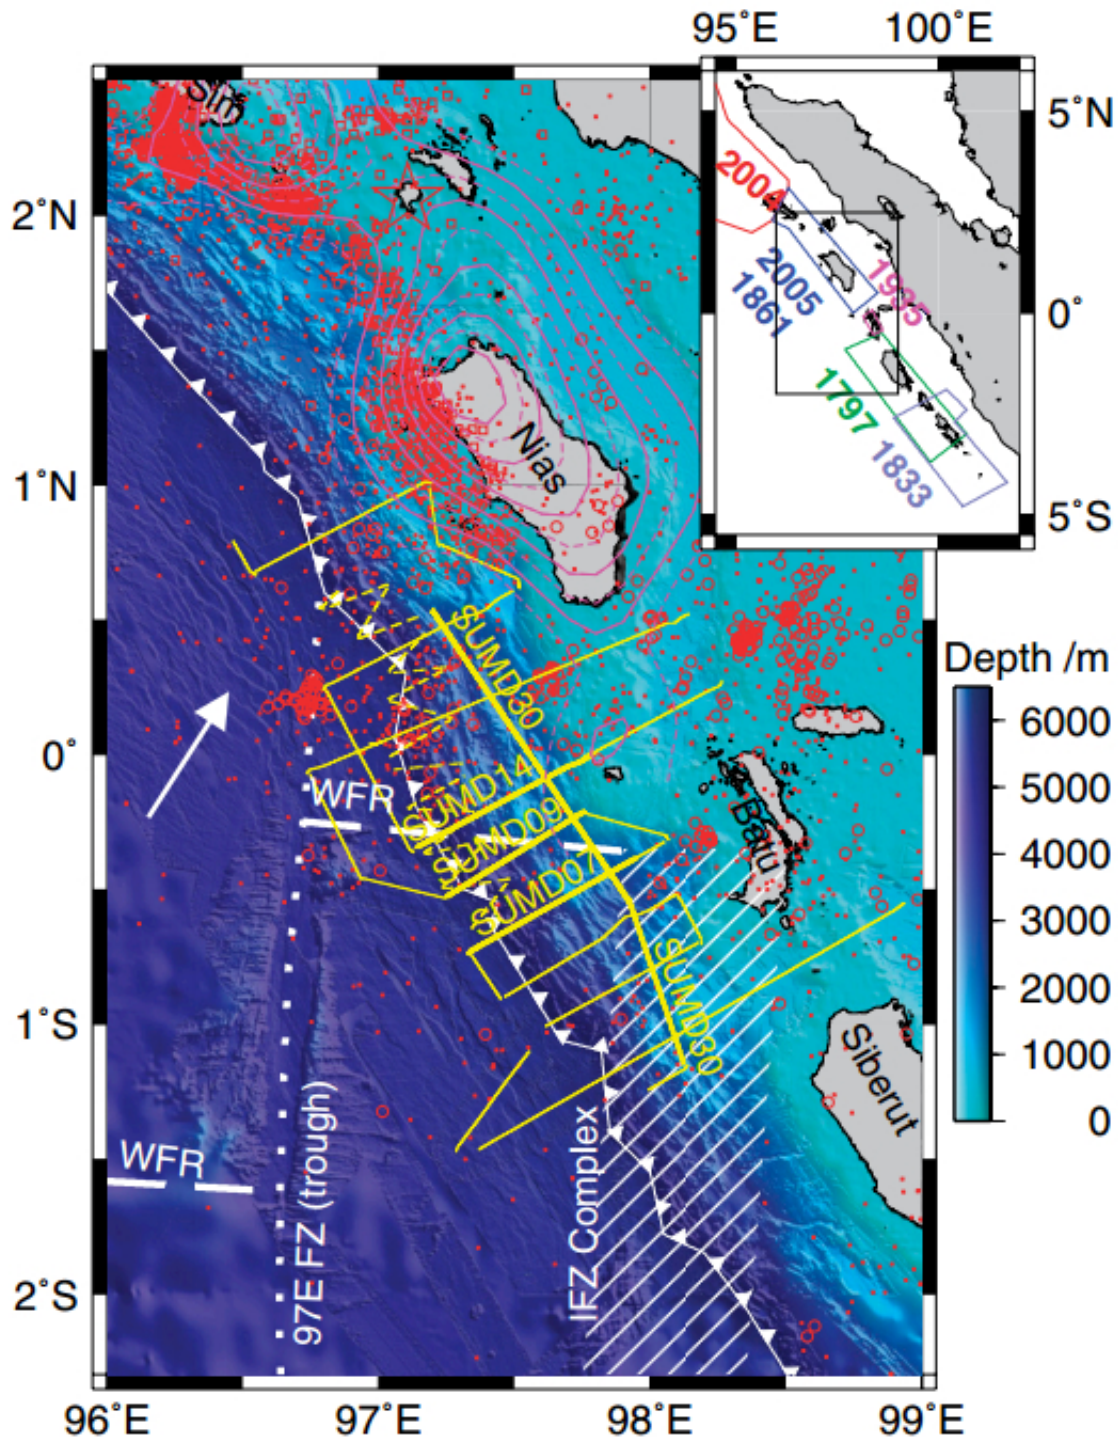 95°E
100°E
5°N
0°
5°S
2004
2005
1861
1935
1797
1833
Sim
2°N
1°N
0°
1°S
2°S
Nias
SUMD30
SUMD14
WFR
SUMD09
SUMD07
SUMD30
Batu
Siberut
WFR
97E FZ (trough)
IFZ Complex
Depth /m
6000
5000
4000
3000
2000
1000
0
96°E
97°E
98°E
99°E